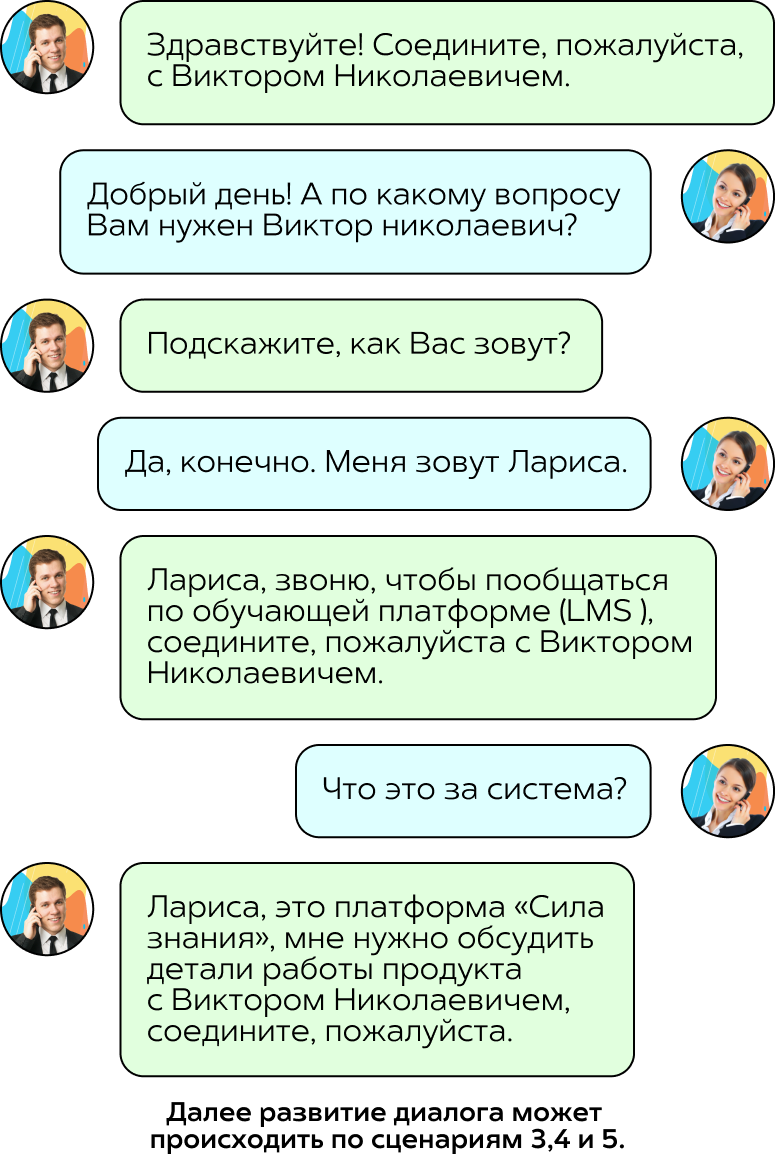 Здравствуйте! Соедините, пожалуйста,
с Виктором Николаевичем.
Добрый день! А по какому вопросу
Вам нужен Виктор николаевич?
Подскажите, как Вас зовут?
Да, конечно. Меня зовут Лариса.
Лариса, звоню, чтобы пообщаться
по обучающей платформе (LMS ),
соедините, пожалуйста с Виктором
Николаевичем.
Что это за система?
Лариса, это платформа «Сила
знания», мне нужно обсудить
детали работы продукта
с Виктором Николаевичем,
соедините, пожалуйста.
Далее развитие диалога может
происходить по сценариям 3,4 и 5.